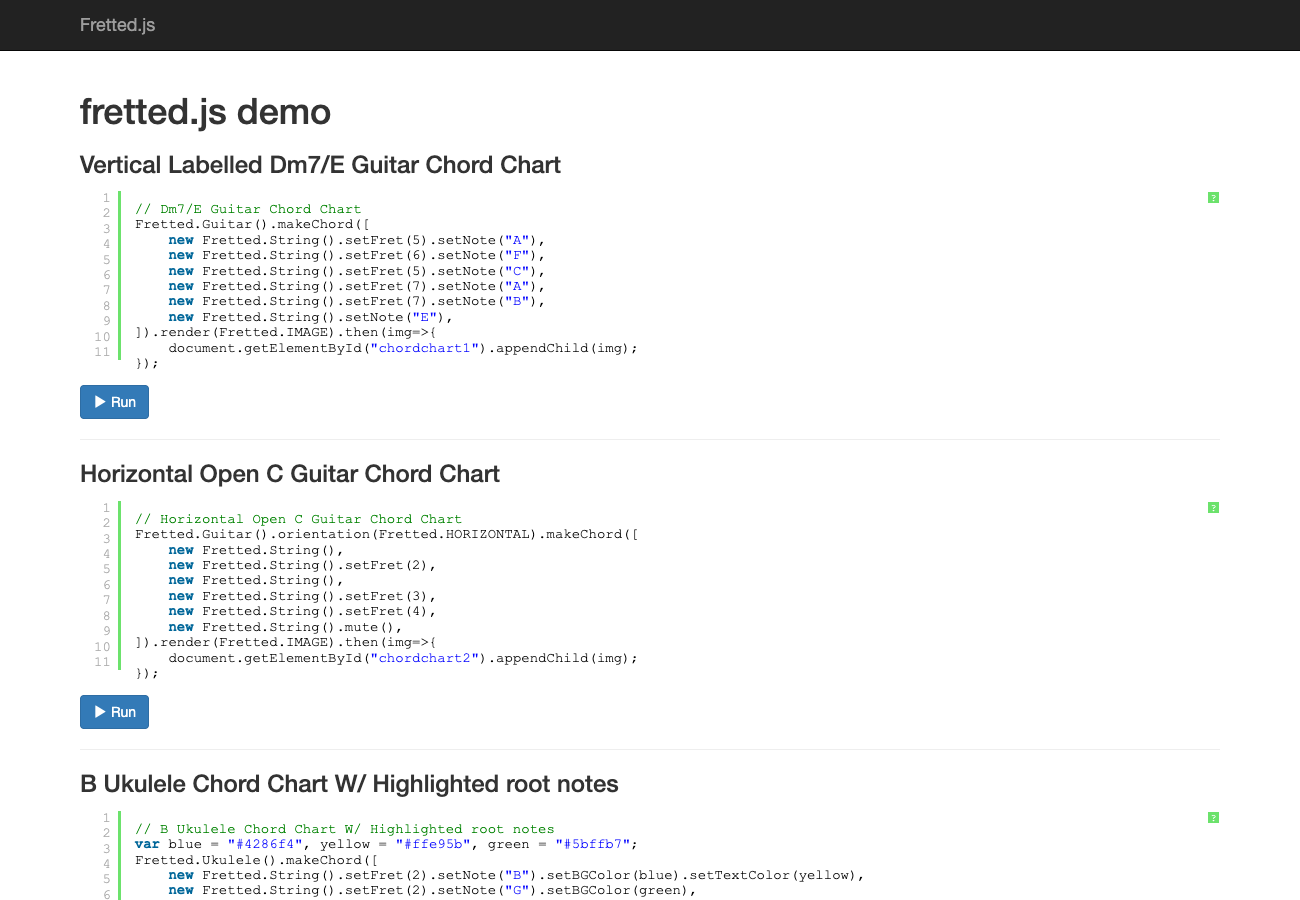 Fretted.js
fretted.js demo
Vertical Labelled Dm7/E Guitar Chord Chart
1
2
3
4
5
6
7
8
9
10
11
?
// Dm7/E Guitar Chord Chart
Fretted.Guitar().makeChord([
    new Fretted.String().setFret(5).setNote("A"),
    new Fretted.String().setFret(6).setNote("F"),
    new Fretted.String().setFret(5).setNote("C"),
    new Fretted.String().setFret(7).setNote("A"),
    new Fretted.String().setFret(7).setNote("B"),
    new Fretted.String().setNote("E"),
]).render(Fretted.IMAGE).then(img=>{
    document.getElementById("chordchart1").appendChild(img);
});
Run
Horizontal Open C Guitar Chord Chart
1
2
3
4
5
6
7
8
9
10
11
?
// Horizontal Open C Guitar Chord Chart
Fretted.Guitar().orientation(Fretted.HORIZONTAL).makeChord([
    new Fretted.String(),
    new Fretted.String().setFret(2),
    new Fretted.String(),
    new Fretted.String().setFret(3),
    new Fretted.String().setFret(4),
    new Fretted.String().mute(),
]).render(Fretted.IMAGE).then(img=>{
    document.getElementById("chordchart2").appendChild(img);
});
Run
B Ukulele Chord Chart W/ Highlighted root notes
1
2
3
4
5
6
?
// B Ukulele Chord Chart W/ Highlighted root notes
var blue = "#4286f4", yellow = "#ffe95b", green = "#5bffb7";
Fretted.Ukulele().makeChord([
    new Fretted.String().setFret(2).setNote("B").setBGColor(blue).setTextColor(yellow),
    new Fretted.String().setFret(2).setNote("G").setBGColor(green),